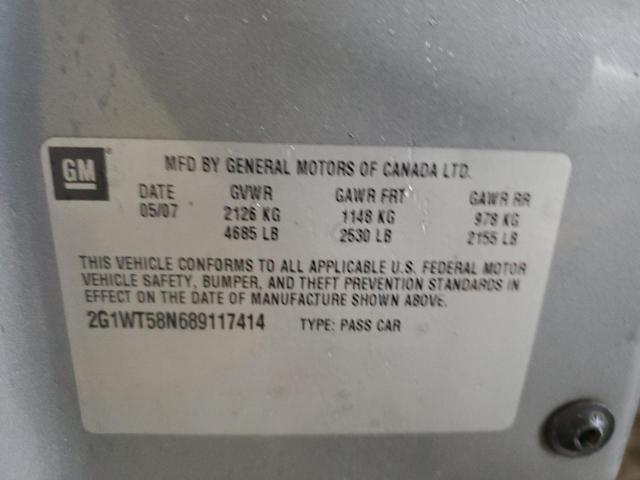 GM
MFD BY GENERAL MOTORS OF CANADA LTD.
DATE GVWR GAWR FRT GAWR RR
05/07 2126 KG 1148 KG 978 KG
4685 LB 2530 LB 2155 LB
THIS VEHICLE CONFORMS TO ALL APPLICABLE U.S. FEDERAL MOTOR
VEHICLE SAFETY, BUMPER, AND THEFT PREVENTION STANDARDS IN
EFFECT ON THE DATE OF MANUFACTURE SHOWN ABOVE.
2G1WT58N689117414 TYPE: PASS CAR